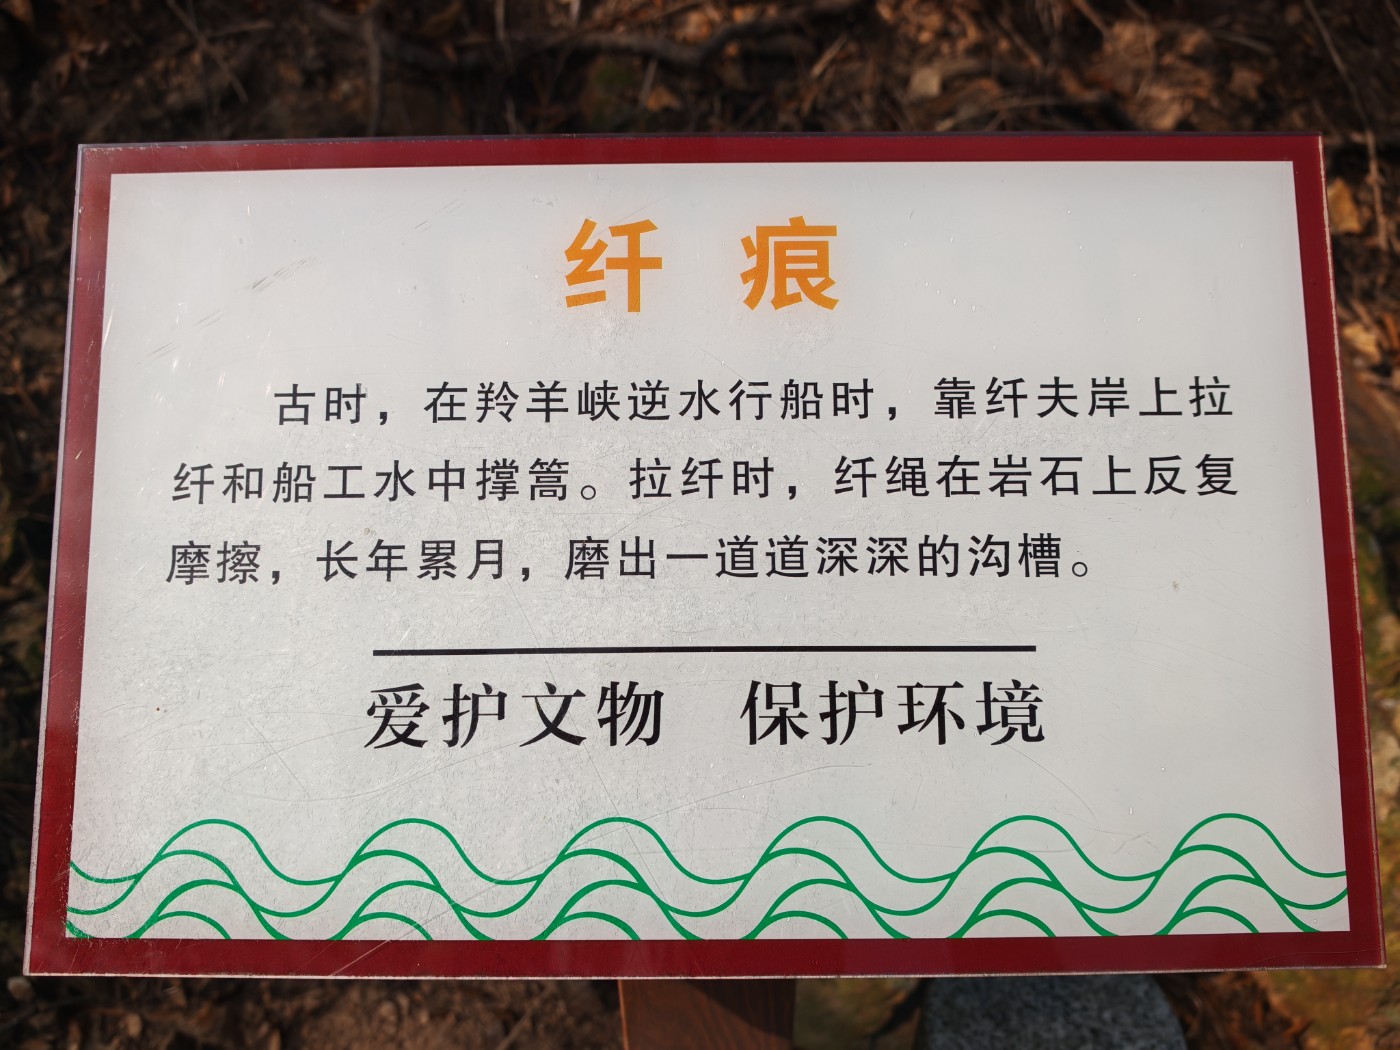 纤 痕
古时，在羚羊峡逆水行船时，靠纤夫岸上拉
纤和船工水中撑篙。拉纤时，纤绳在岩石上反复
摩擦，长年累月，磨出一道道深深的沟槽。
爱护文物 保护环境